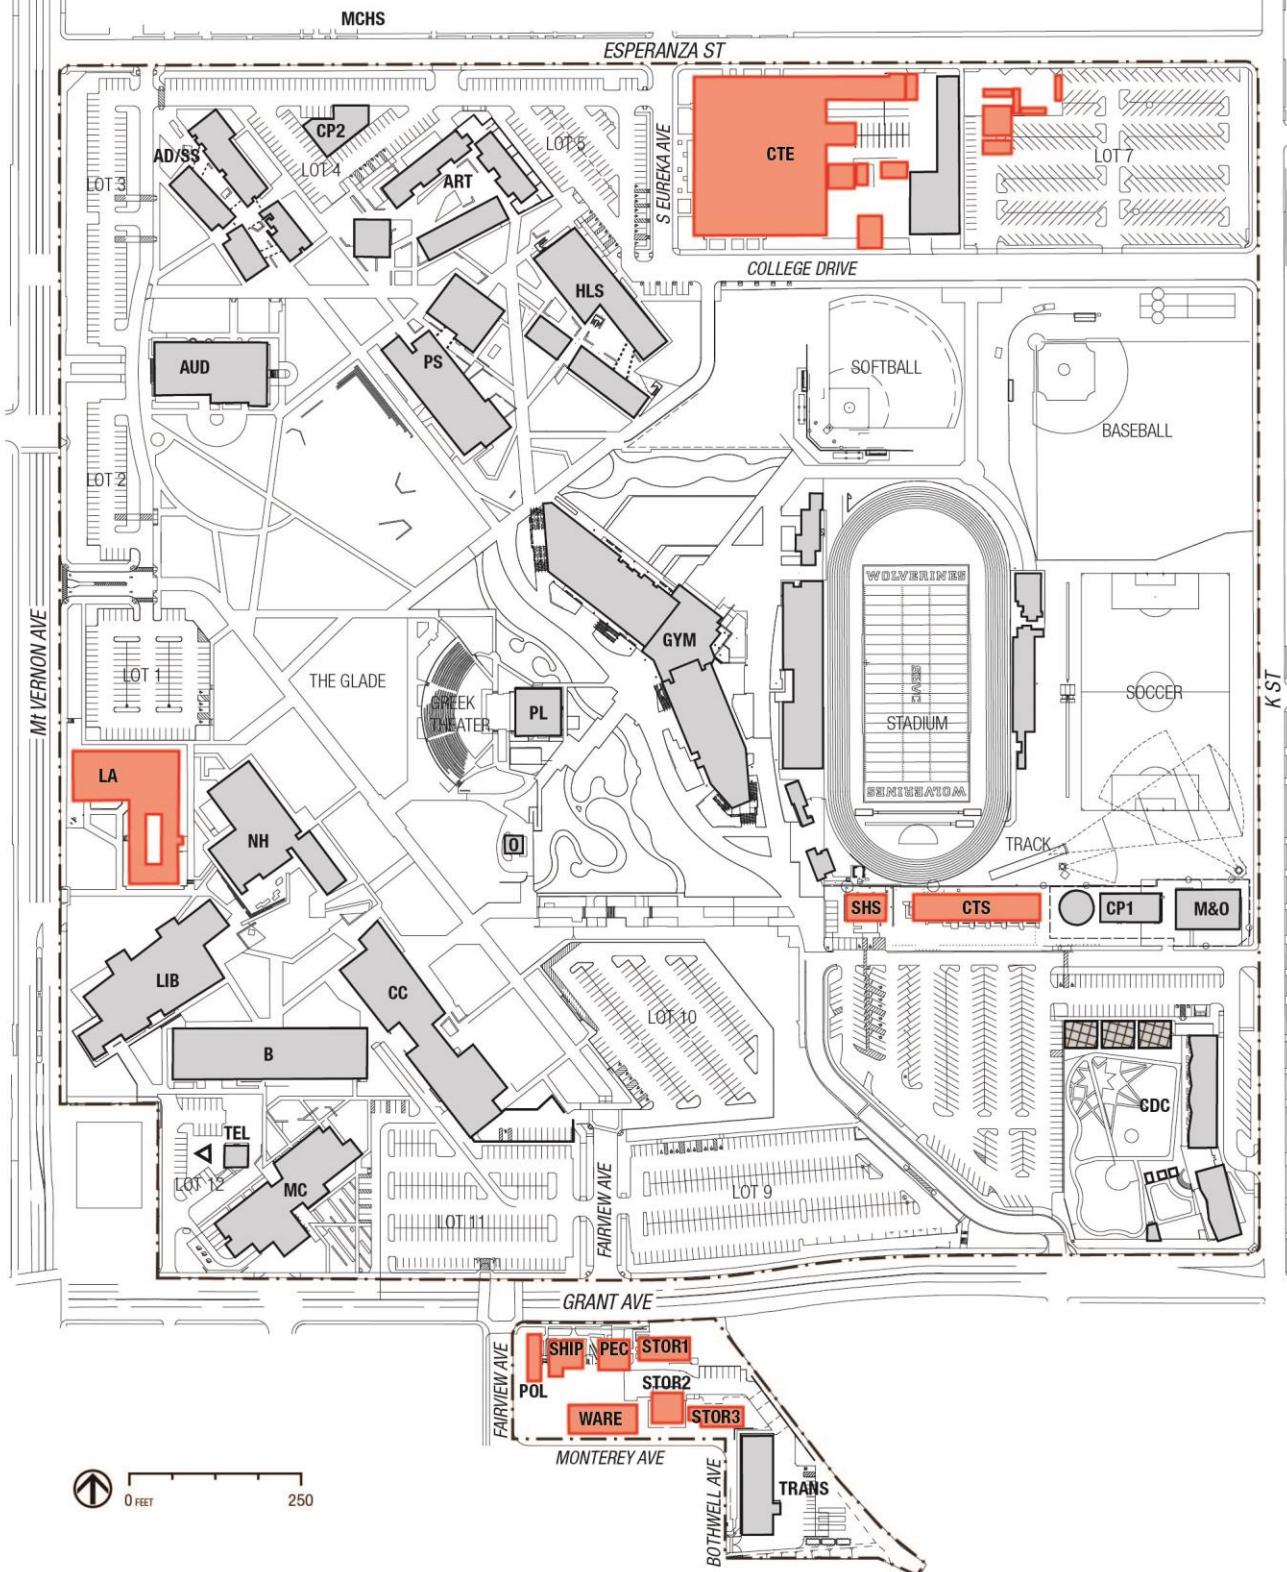 MCHS
ESPERANZA ST
CP2
AD/SS
LOT 4
LOT 5
LOT 3
ART
S EUREKA AVE
CTE
LOT 7
COLLEGE DRIVE
HLS
AUD
PS
SOFTBALL
BASEBALL
LOT 2
WOLVERINES
Mt VERNON AVE
GYM
LOT 1
THE GLADE
GREEK
THEATER
PL
SBVC
STADIUM
SOCCER
K ST
LA
WOLVERINES
NH
O
TRACK
SHS
CTS
CP1
M&O
LIB
CC
LOT 10
B
CDC
TEL
LOT 12
MC
LOT 11
FAIRVIEW AVE
LOT 9
GRANT AVE
FAIRVIEW AVE
SHIP
PEC
STOR1
POL
STOR2
WARE
STOR3
MONTEREY AVE
BOTHWELL AVE
TRANS
0 FEET
250